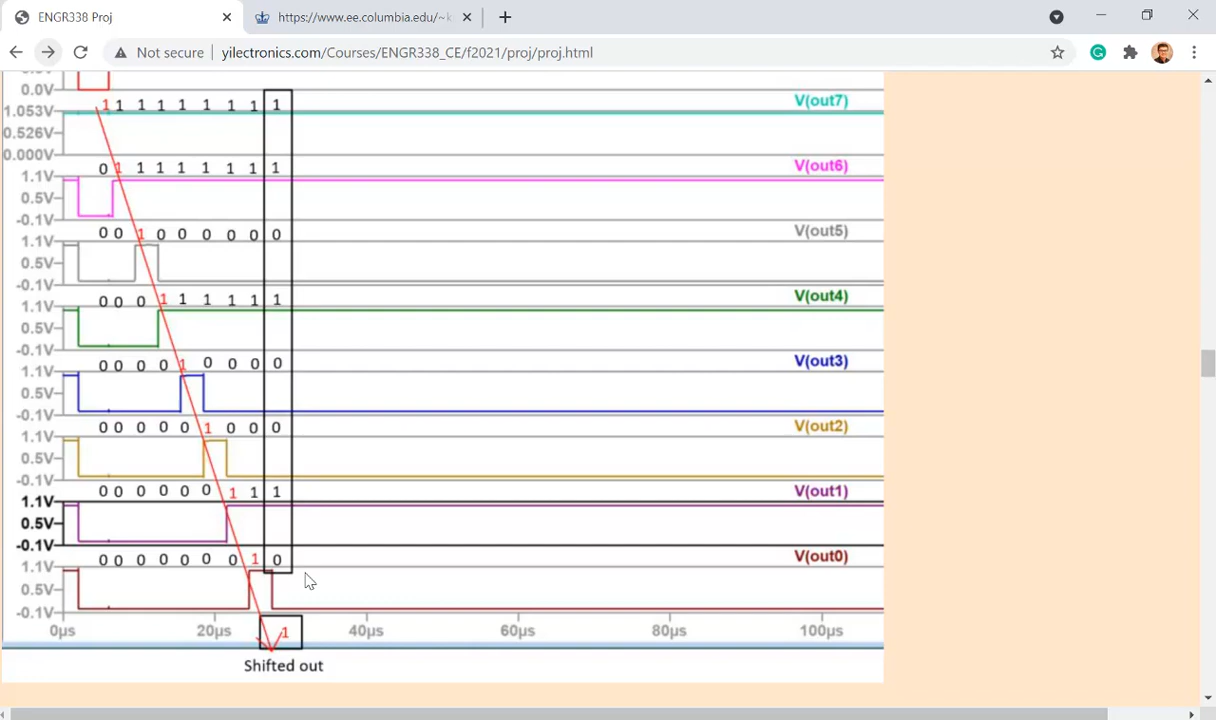 ENGR338 Proj
https://www.ee.columbia.edu/~k
Not secure yilectronics.com/Courses/ENGR338_CE/f2021/proj/proj.html
0.0V
1 1 1 1 1 1 1 1 1 V(out7)
1.053V
0.526V
0.000V
0 1 1 1 1 1 1 1 1 V(out6)
1.1V
0.5V
-0.1V
0 0 1 0 0 0 0 0 0 V(out5)
1.1V
0.5V
-0.1V
0 0 0 1 1 1 1 1 1 V(out4)
1.1V
0.5V
-0.1V
0 0 0 0 1 0 0 0 0 V(out3)
1.1V
0.5V
-0.1V
0 0 0 0 0 1 0 0 0 V(out2)
1.1V
0.5V
-0.1V
0 0 0 0 0 0 1 1 1 V(out1)
1.1V
0.5V
-0.1V
0 0 0 0 0 0 0 1 0 V(out0)
1.1V
0.5V
-0.1V
0µs 20µs 1 40µs 60µs 80µs 100µs
Shifted out